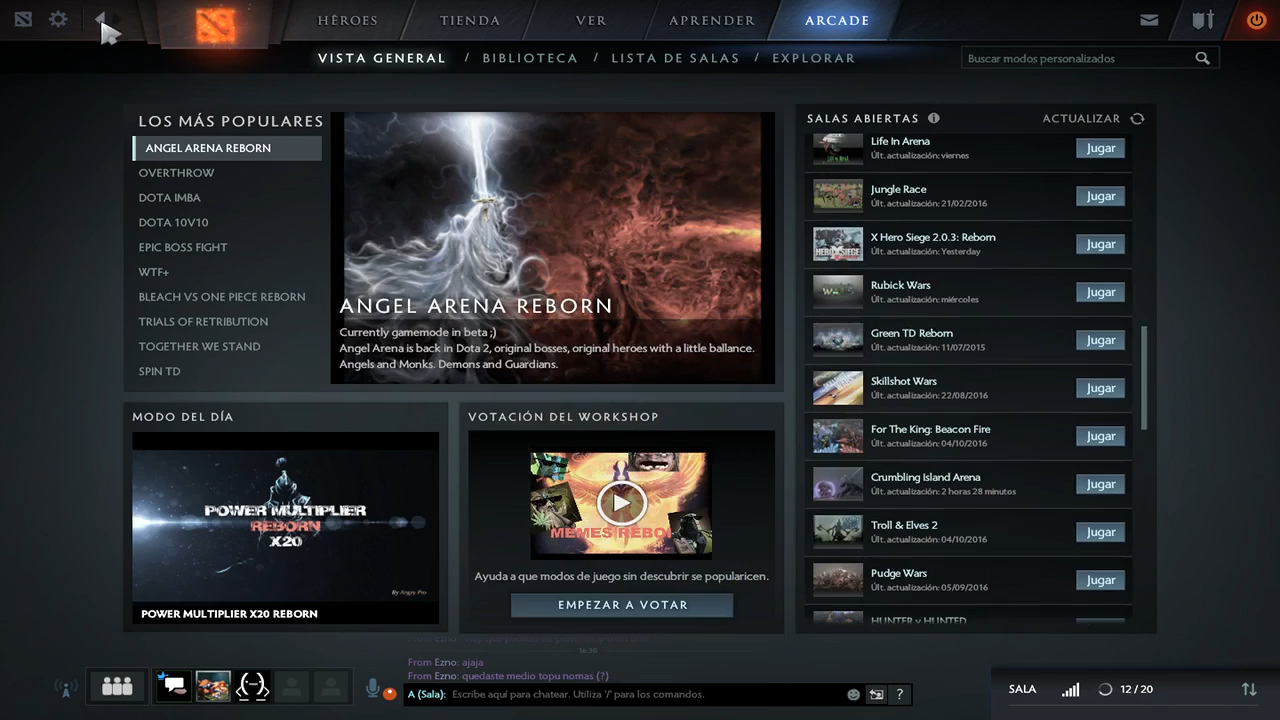 HÉROES
TIENDA
VER
APRENDER
ARCADE
VISTA GENERAL / BIBLIOTECA / LISTA DE SALAS / EXPLORAR
Buscar modos personalizados
LOS MÁS POPULARES
ANGEL ARENA REBORN
OVERTHROW
DOTA IMBA
DOTA 10V10
EPIC BOSS FIGHT
WTF+
BLEACH VS ONE PIECE REBORN
TRIALS OF RETRIBUTION
TOGETHER WE STAND
SPIN TD
ANGEL ARENA REBORN
Currently gamemode in beta ;)
Angel Arena is back in Dota 2, original bosses, original heroes with a little ballance.
Angels and Monks. Demons and Guardians.
SALAS ABIERTAS
ACTUALIZAR
Life In Arena
Últ. actualización: viernes
Jugar
Jungle Race
Últ. actualización: 21/02/2016
Jugar
X Hero Siege 2.0.3: Reborn
Últ. actualización: Yesterday
Jugar
Rubick Wars
Últ. actualización: miércoles
Jugar
Green TD Reborn
Últ. actualización: 11/07/2015
Jugar
Skillshot Wars
Últ. actualización: 22/08/2016
Jugar
For The King: Beacon Fire
Últ. actualización: 04/10/2016
Jugar
Crumbling Island Arena
Últ. actualización: 2 horas 28 minutos
Jugar
Troll & Elves 2
Últ. actualización: 04/10/2016
Jugar
Pudge Wars
Últ. actualización: 05/09/2016
Jugar
HUNTER v HUNTED
MODO DEL DÍA
POWER MULTIPLIER
REBORN
X20
By Angry Pro
POWER MULTIPLIER X20 REBORN
VOTACIÓN DEL WORKSHOP
MEMES REBO
Ayuda a que modos de juego sin descubrir se popularicen.
EMPEZAR A VOTAR
16:30
From Ezno: ajaja
From Ezno: quedaste medio topu nomas (?)
A (Sala): Escribe aquí para chatear. Utiliza '/' para los comandos.
?
SALA
12 / 20